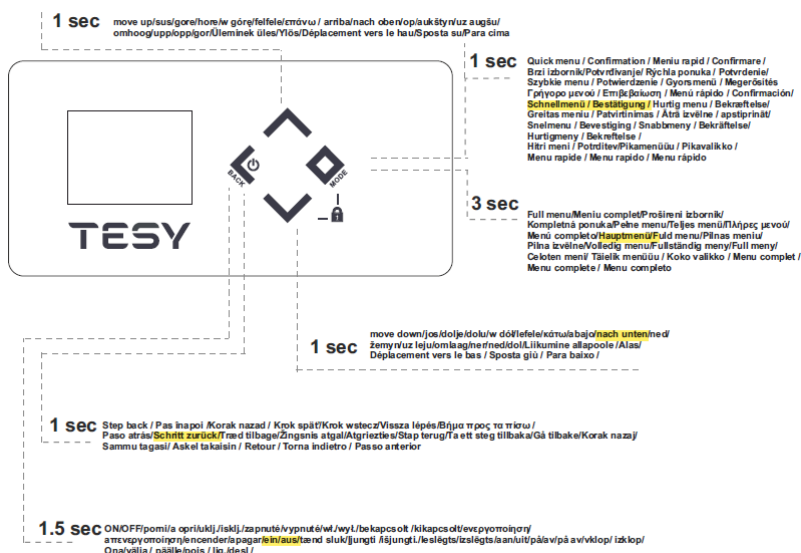 1 sec
move up/sus/gore/hore/w górę/felfele/επάνω / arriba/nach oben/op/aukštyn/uz augšu/
omhoog/upp/opp/gor/Üleminek üles/Ylös/Déplacement vers le hau/Sposta su/Para cima
1 sec
Quick menu / Confirmation / Meniu rapid / Confirmare /
Brzi izbornik/Potvrđivanje/ Rýchla ponuka / Potvrdenie/
Szybkie menu / Potwierdzenie / Gyorsmenü / Megerősítés
Γρήγορο μενού / Επιβεβαίωση / Menú rápido / Confirmación/
Schnellmenü / Bestätigung / Hurtig menu / Bekræftelse/
Greitas meniu / Patvirtinimas / Ātrā izvēlne / apstiprināt/
Snelmenu / Bevestiging / Snabbmeny / Bekräftelse/
Hurtigmeny / Bekreftelse /
Hitri meni / Potrditev/Pikamenüüu / Pikavalikko /
Menu rapide / Menu rapido / Menu rápido
BACK
MODE
TESY
3 sec
Full menu/Meniu complet/Prošireni izbornik/
Kompletná ponuka/Pełne menu/Teljes menü/Πλήρες μενού/
Menú completo/Hauptmenü/Fuld menu/Pilnas meniu/
Pilna izvēlne/Volledig menu/Fullständig meny/Full meny/
Celoten meni/ Täielik menüüu / Koko valikko / Menu complet /
Menu complete / Menu completo
1 sec
move down/jos/dolje/dolu/w dół/lefele/κάτω/abajo/nach unten/ned/
žemyn/uz leju/omlaag/ner/ned/dol/Liikumine allapoole /Alas/
Déplacement vers le bas / Sposta giù / Para baixo /
1 sec
Step back / Pas înapoi /Korak nazad / Krok späť/Krok wstecz/Vissza lépés/Βήμα προς τα πίσω /
Paso atrás/Schritt zurück/Træd tilbage/Žingsnis atgal/Atgriezties/Stap terug/Ta ett steg tillbaka/Gå tilbake/Korak nazaj/
Sammu tagasi/ Askel takaisin / Retour / Torna indietro / Passo anterior
1.5 sec
ON/OFF/porni/a opri/uklj./isklj./zapnuté/vypnuté/wł./wył./bekapcsolt /kikapcsolt/ενεργοποίηση/
απενεργοποίηση/encender/apagar/ein/aus/tænd sluk/Įjungti /išjungti./Ieslēgts/izslēgts/aan/uit/på/av/på av/vklop/ izklop/